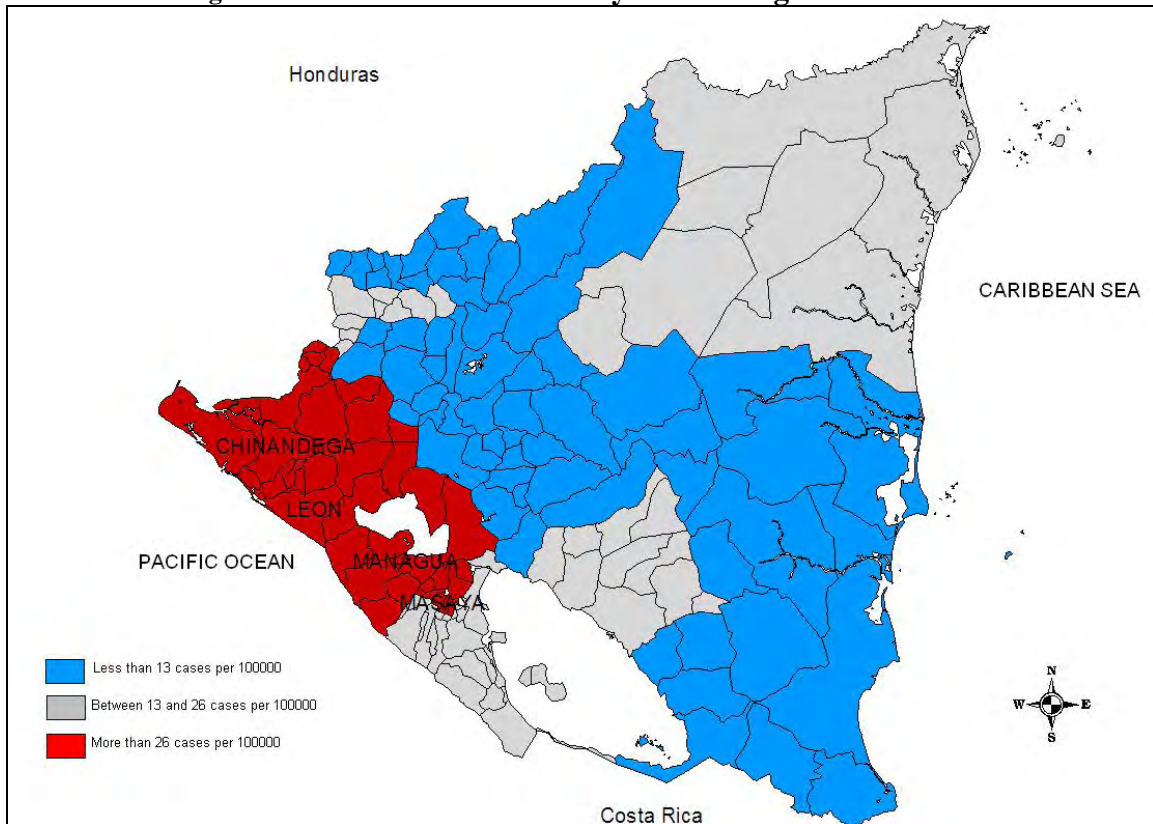 Honduras
CARIBBEAN SEA
CHINANDEGA
LEON
PACIFIC OCEAN
MANAGUA
MASAYA
Less than 13 cases per 100000
Between 13 and 26 cases per 100000
More than 26 cases per 100000
N
W E
S
Costa Rica